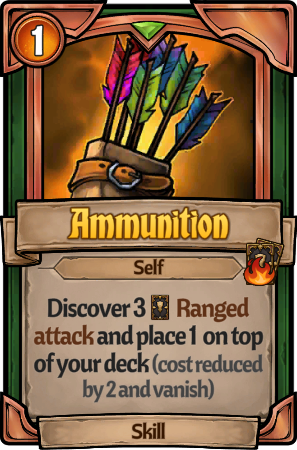 1
Ammunition
Self
Discover 3 Ranged
attack and place 1 on top
of your deck (cost reduced
by 2 and vanish)
Skill